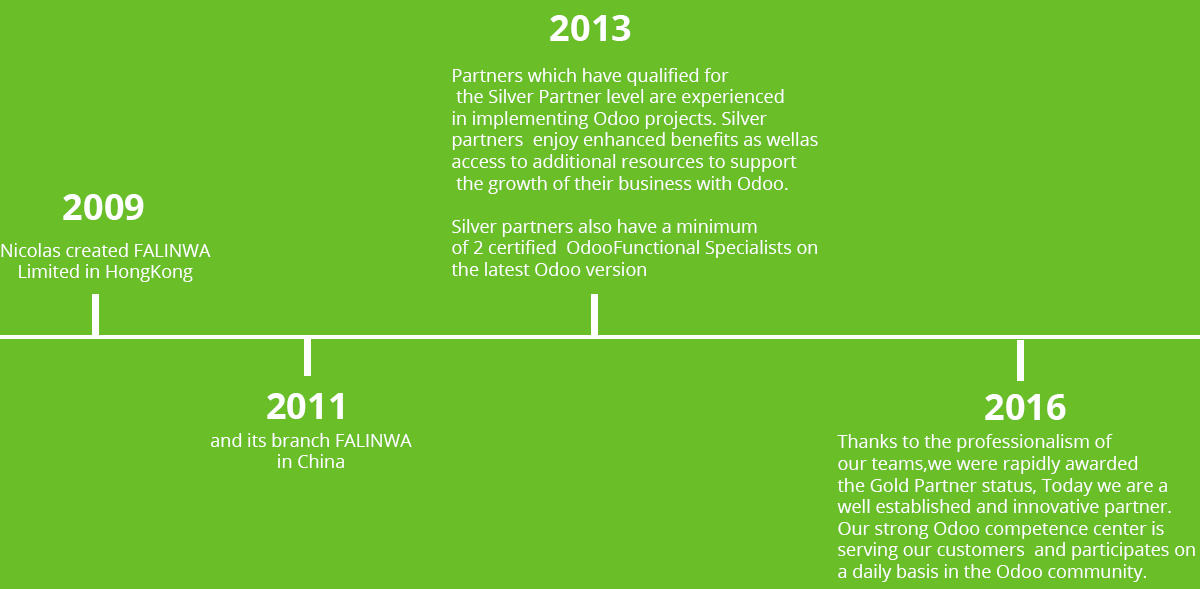 2009
Nicolas created FALINWA
Limited in HongKong
2011
and its branch FALINWA
in China
2013
Partners which have qualified for
the Silver Partner level are experienced
in implementing Odoo projects. Silver
partners  enjoy enhanced benefits as wellas
access to additional resources to support
the growth of their business with Odoo.
Silver partners also have a minimum
of 2 certified  OdooFunctional Specialists on
the latest Odoo version
2016
Thanks to the professionalism of
our teams,we were rapidly awarded
the Gold Partner status, Today we are a
well established and innovative partner.
Our strong Odoo competence center is
serving our customers  and participates on
a daily basis in the Odoo community.